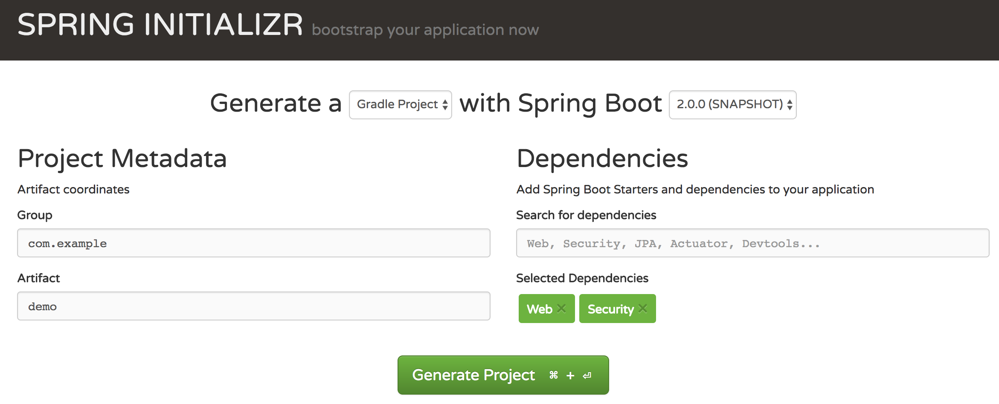 SPRING INITIALIZR bootstrap your application now
Generate a Gradle Project with Spring Boot 2.0.0 (SNAPSHOT)
Project Metadata
Artifact coordinates
Group
com.example
Artifact
demo
Dependencies
Add Spring Boot Starters and dependencies to your application
Search for dependencies
Web, Security, JPA, Actuator, Devtools...
Selected Dependencies
Web × Security ×
Generate Project ⌘ + ⏎